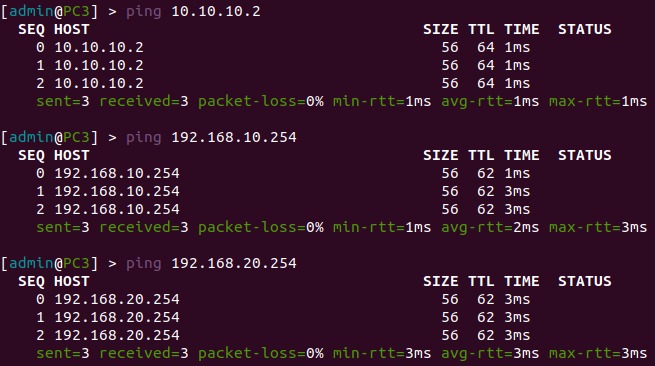 [admin@PC3] > ping 10.10.10.2
SEQ HOST SIZE TTL TIME STATUS
0 10.10.10.2 56 64 1ms
1 10.10.10.2 56 64 1ms
2 10.10.10.2 56 64 1ms
sent=3 received=3 packet-loss=0% min-rtt=1ms avg-rtt=1ms max-rtt=1ms
[admin@PC3] > ping 192.168.10.254
SEQ HOST SIZE TTL TIME STATUS
0 192.168.10.254 56 62 1ms
1 192.168.10.254 56 62 3ms
2 192.168.10.254 56 62 3ms
sent=3 received=3 packet-loss=0% min-rtt=1ms avg-rtt=2ms max-rtt=3ms
[admin@PC3] > ping 192.168.20.254
SEQ HOST SIZE TTL TIME STATUS
0 192.168.20.254 56 62 3ms
1 192.168.20.254 56 62 3ms
2 192.168.20.254 56 62 3ms
sent=3 received=3 packet-loss=0% min-rtt=3ms avg-rtt=3ms max-rtt=3ms